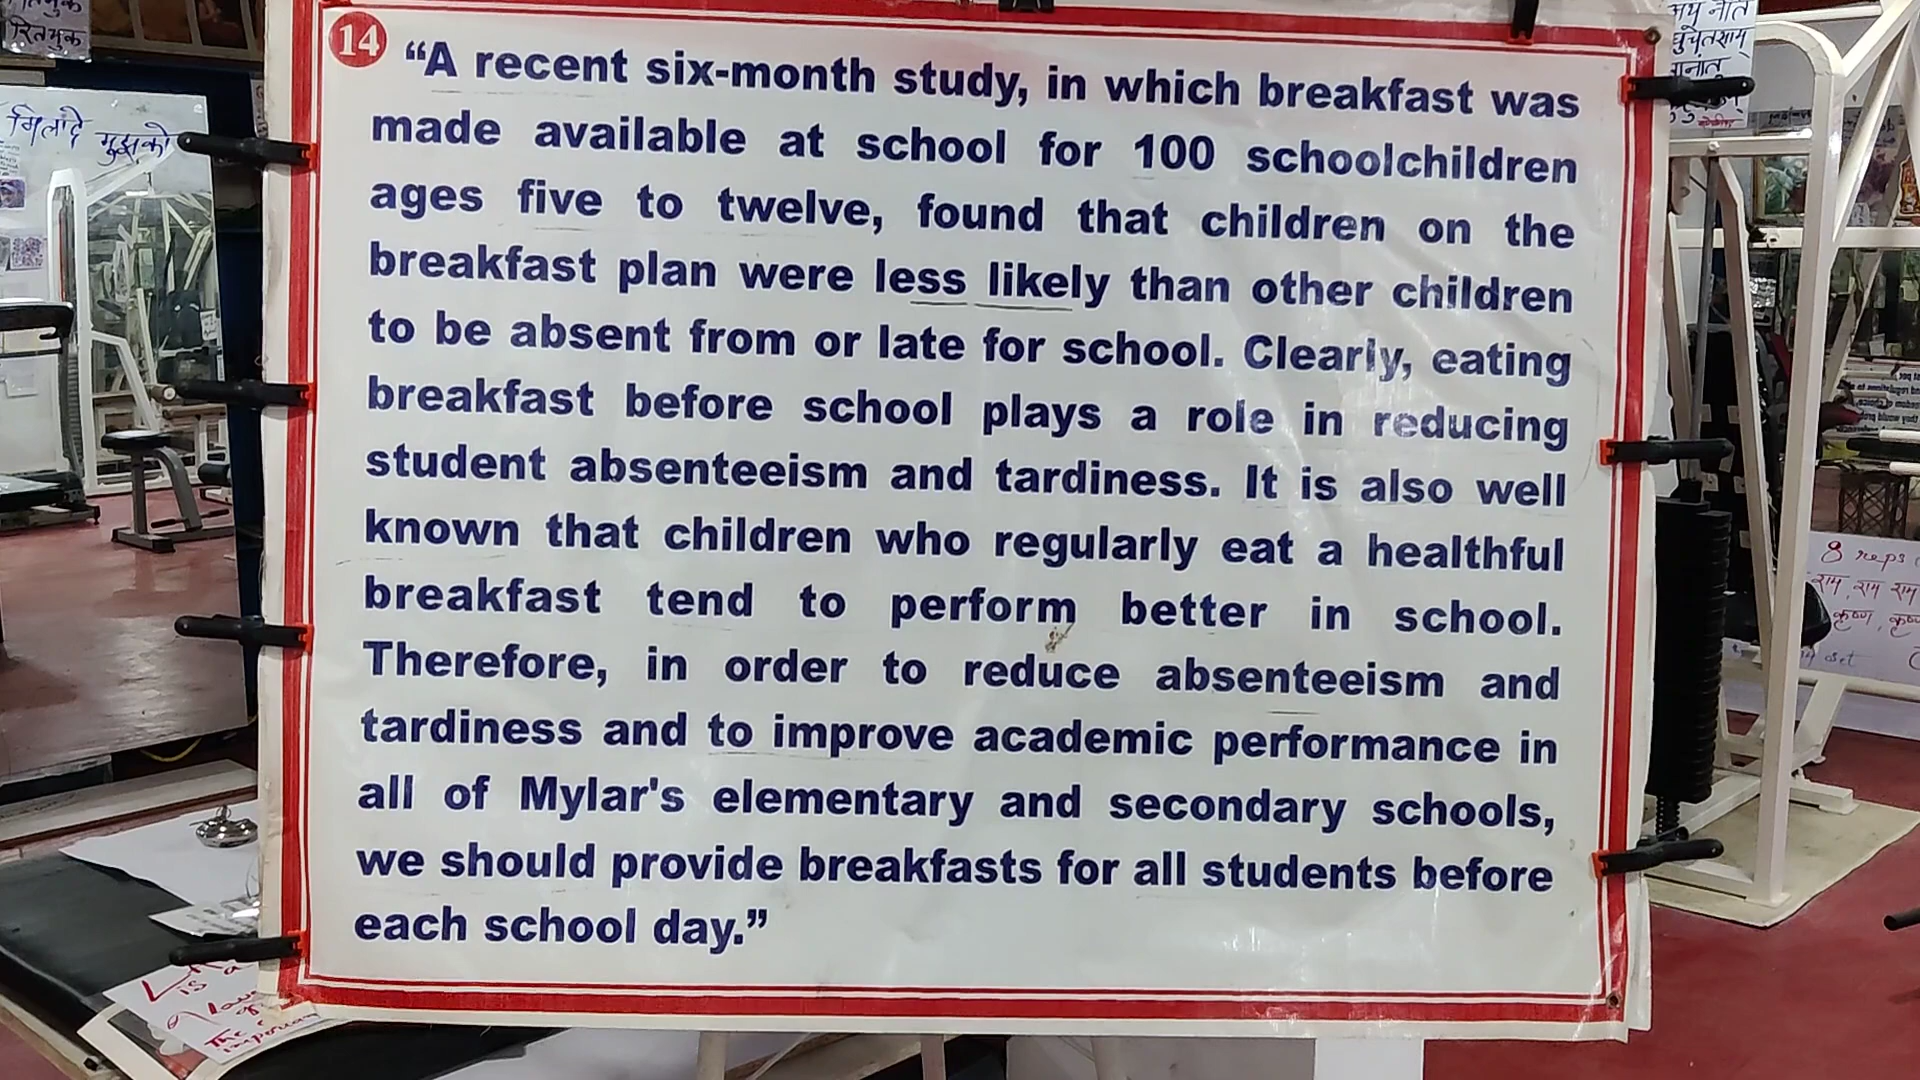 14
“A recent six-month study, in which breakfast was
made available at school for 100 schoolchildren
ages five to twelve, found that children on the
breakfast plan were less likely than other children
to be absent from or late for school. Clearly, eating
breakfast before school plays a role in reducing
student absenteeism and tardiness. It is also well
known that children who regularly eat a healthful
breakfast tend to perform better in school.
Therefore, in order to reduce absenteeism and
tardiness and to improve academic performance in
all of Mylar's elementary and secondary schools,
we should provide breakfasts for all students before
each school day.”
मिलादे मुझको
8 reps
राम, राम राम
कृष्ण, कृष्ण
is a
The